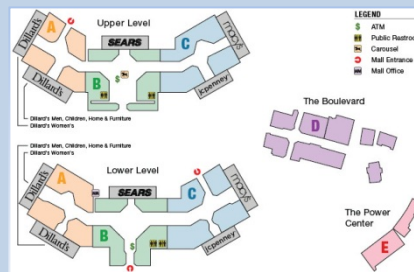 Upper Level
A
SEARS
C
macy's
Dillard's
B
$
Dillard's
jcpenney
Dillard's Men, Children, Home & Furniture
Dillard's Women's
LEGEND
$ ATM
Public Restroo
Carousel
Mall Entrance
Mall Office
The Boulevard
D
Dillard's Men, Children, Home & Furniture
Dillard's Women's
Lower Level
A
SEARS
C
macy's
Dillard's
B
$
Dillard's
jcpenney
The Power
Center
E